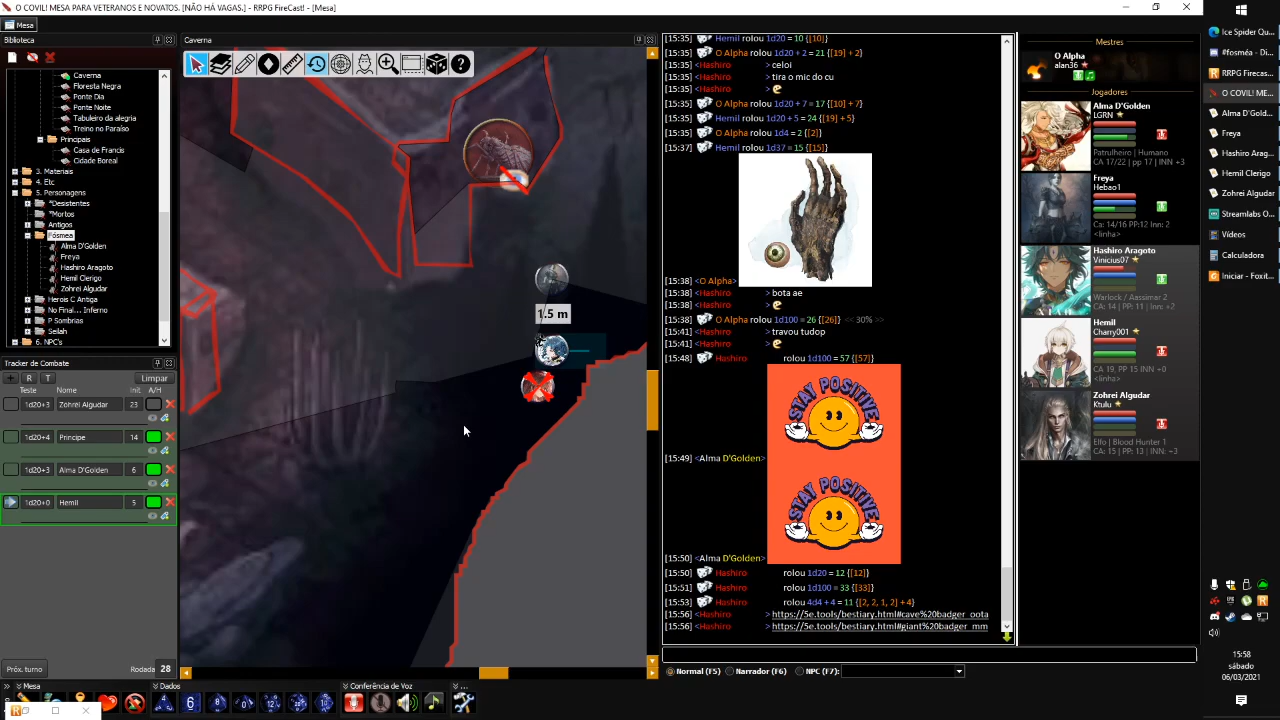 O COVIL! MESA PARA VETERANOS E NOVATOS. [NÃO HÁ VAGAS.] - RRPG FireCast! - [Mesa]
Mesa
Biblioteca
Caverna
Floresta Negra
Ponte Dia
Ponte Noite
Tabuleiro da alegria
Treino no Paraíso
Principais
Casa de Francis
Cidade Boreal
3. Materais
4. Etc
5. Personagens
*Desistentes
*Mortos
Antigos
Fósmea
Alma D'Golden
Freya
Hashiro Aragoto
Hemil Clerigo
Zohrei Algudar
Herois C Antiga
No Final... Inferno
P Sombrias
Seilah
6. NPC's
Tracker de Combate
+ R T Limpar
Teste Nome Init. A/H
1d20+3 Zohrei Algudar 23
1d20+4 Principe 14
1d20+3 Alma D'Golden 6
1d20+0 Hemil 5
Próx. turno Rodada 28
Caverna
1.5 m
[15:35] Hemil rolou 1d20 = 10 {[10]}
[15:35] O Alpha rolou 1d20 + 2 = 21 {[19] + 2}
[15:35] <Hashiro > celoi
[15:35] <Hashiro > tira o mic do cu
[15:35] <Hashiro >
[15:35] O Alpha rolou 1d20 + 7 = 17 {[10] + 7}
[15:35] Hemil rolou 1d20 + 5 = 24 {[19] + 5}
[15:35] O Alpha rolou 1d4 = 2 {[2]}
[15:37] Hemil rolou 1d37 = 15 {[15]}
[15:38] <O Alpha>
[15:38] <Hashiro > bota ae
[15:38] <Hashiro >
[15:38] O Alpha rolou 1d100 = 26 {[26]} << 30% >>
[15:41] <Hashiro > travou tudop
[15:41] <Hashiro >
[15:48] Hashiro rolou 1d100 = 57 {[57]}
STAY POSITIVE
[15:49] <Alma D'Golden>
STAY POSITIVE
[15:50] <Alma D'Golden>
[15:50] Hashiro rolou 1d20 = 12 {[12]}
[15:51] Hashiro rolou 1d100 = 33 {[33]}
[15:53] Hashiro rolou 4d4 + 4 = 11 {[2, 2, 1, 2] + 4}
[15:56] <Hashiro > https://5e.tools/bestiary.html#cave%20badger_oota
[15:56] <Hashiro > https://5e.tools/bestiary.html#giant%20badger_mm
Normal (F5) Narrador (F6) NPC (F7):
Mestres
O Alpha
alan36
Jogadores
Alma D'Golden
LGRN
Patrulheiro | Humano
CA 17/22 | pp 17 | INN +3
Freya
Hebao1
Ca: 14/16 PP:12 Inn: 2
<linha>
Hashiro Aragoto
Vinicius07
Warlock / Aassimar 2
CA: 14 | PP: 11 | Inn: +2
Hemil
Charry001
CA 19, PP 15 INN +0
<linha>
Zohrei Algudar
Ktulu
Elfo | Blood Hunter 1
CA: 15 | PP: 13 | INN: +3
Mesa Dados Conferência de Voz ...
Ice Spider Qu...
#fosméa - Di...
RRPG Firecas...
O COVIL! ME...
Alma D'Gold...
Freya
Hashiro Arag...
Hemil Clerigo
Zohrei Algudar
Streamlabs O...
Vídeos
Calculadora
Iniciar - Foxit...
15:58
sábado
06/03/2021